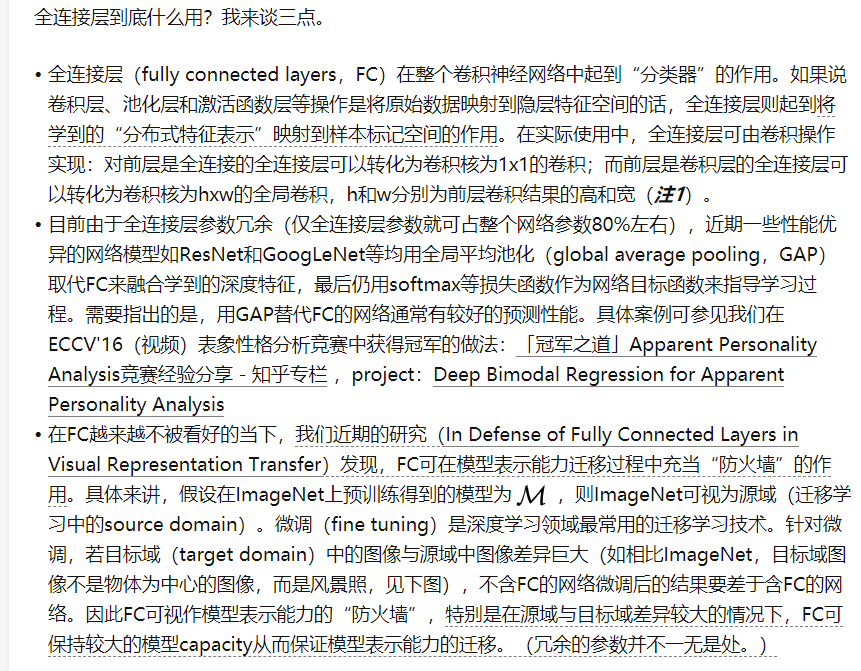 全连接层到底什么用？我来谈三点。
• 全连接层（fully connected layers，FC）在整个卷积神经网络中起到“分类器”的作用。如果说
卷积层、池化层和激活函数层等操作是将原始数据映射到隐层特征空间的话，全连接层则起到将
学到的“分布式特征表示”映射到样本标记空间的作用。在实际使用中，全连接层可由卷积操作
实现：对前层是全连接的全连接层可以转化为卷积核为1x1的卷积；而前层是卷积层的全连接层可
以转化为卷积核为hxw的全局卷积，h和w分别为前层卷积结果的高和宽（注1）。
• 目前由于全连接层参数冗余（仅全连接层参数就可占整个网络参数80%左右），近期一些性能优
异的网络模型如ResNet和GoogLeNet等均用全局平均池化（global average pooling，GAP）
取代FC来融合学到的深度特征，最后仍用softmax等损失函数作为网络目标函数来指导学习过
程。需要指出的是，用GAP替代FC的网络通常有较好的预测性能。具体案例可参见我们在
ECCV'16（视频）表象性格分析竞赛中获得冠军的做法：「冠军之道」Apparent Personality
Analysis竞赛经验分享 - 知乎专栏 ，project：Deep Bimodal Regression for Apparent
Personality Analysis
• 在FC越来越不被看好的当下，我们近期的研究（In Defense of Fully Connected Layers in
Visual Representation Transfer）发现，FC可在模型表示能力迁移过程中充当“防火墙”的作
用。具体来讲，假设在ImageNet上预训练得到的模型为 ℳ ，则ImageNet可视为源域（迁移学
习中的source domain）。微调（fine tuning）是深度学习领域最常用的迁移学习技术。针对微
调，若目标域（target domain）中的图像与源域中图像差异巨大（如相比ImageNet，目标域图
像不是物体为中心的图像，而是风景照，见下图），不含FC的网络微调后的结果要差于含FC的网
络。因此FC可视作模型表示能力的“防火墙”，特别是在源域与目标域差异较大的情况下，FC可
保持较大的模型capacity从而保证模型表示能力的迁移。（冗余的参数并不一无是处。）